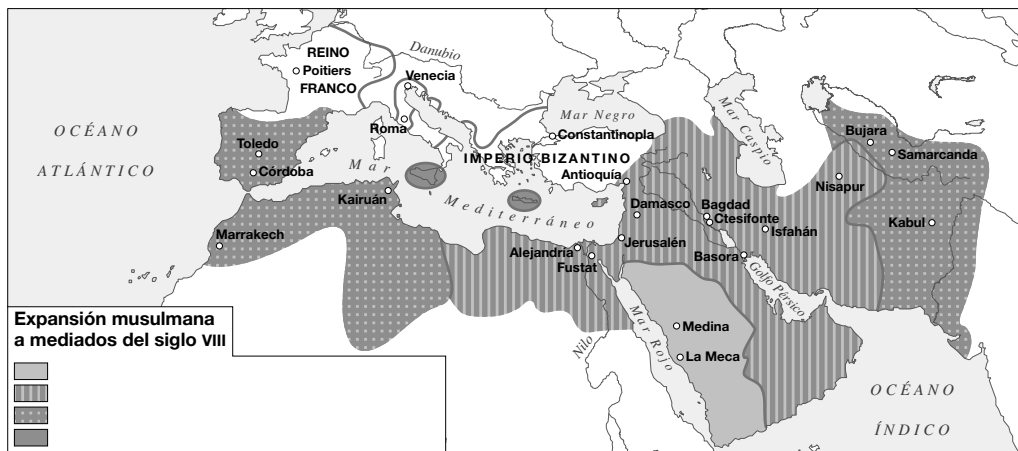 REINO
Poitiers
FRANCO
Danubio
Venecia
Roma
Mar Negro
Constantinopla
IMPERIO BIZANTINO
Antioquía
Mar Caspio
Bujara
Samarcanda
Nisapur
Kabul
OCÉANO
ATLÁNTICO
Toledo
Córdoba
Mar
Mediterráneo
Kairuán
Marrakech
Damasco
Bagdad
Ctesifonte
Isfahán
Jerusalén
Basora
Alejandría
Fustat
Golfo Pérsico
Nilo
Mar Rojo
Medina
La Meca
OCÉANO
ÍNDICO
Expansión musulmana
a mediados del siglo VIII